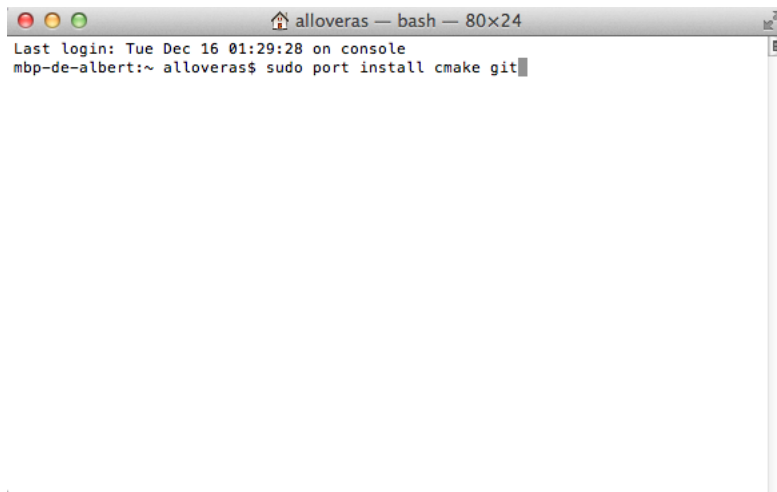 alloveras — bash — 80×24
Last login: Tue Dec 16 01:29:28 on console
mbp-de-albert:~ alloveras$ sudo port install cmake git